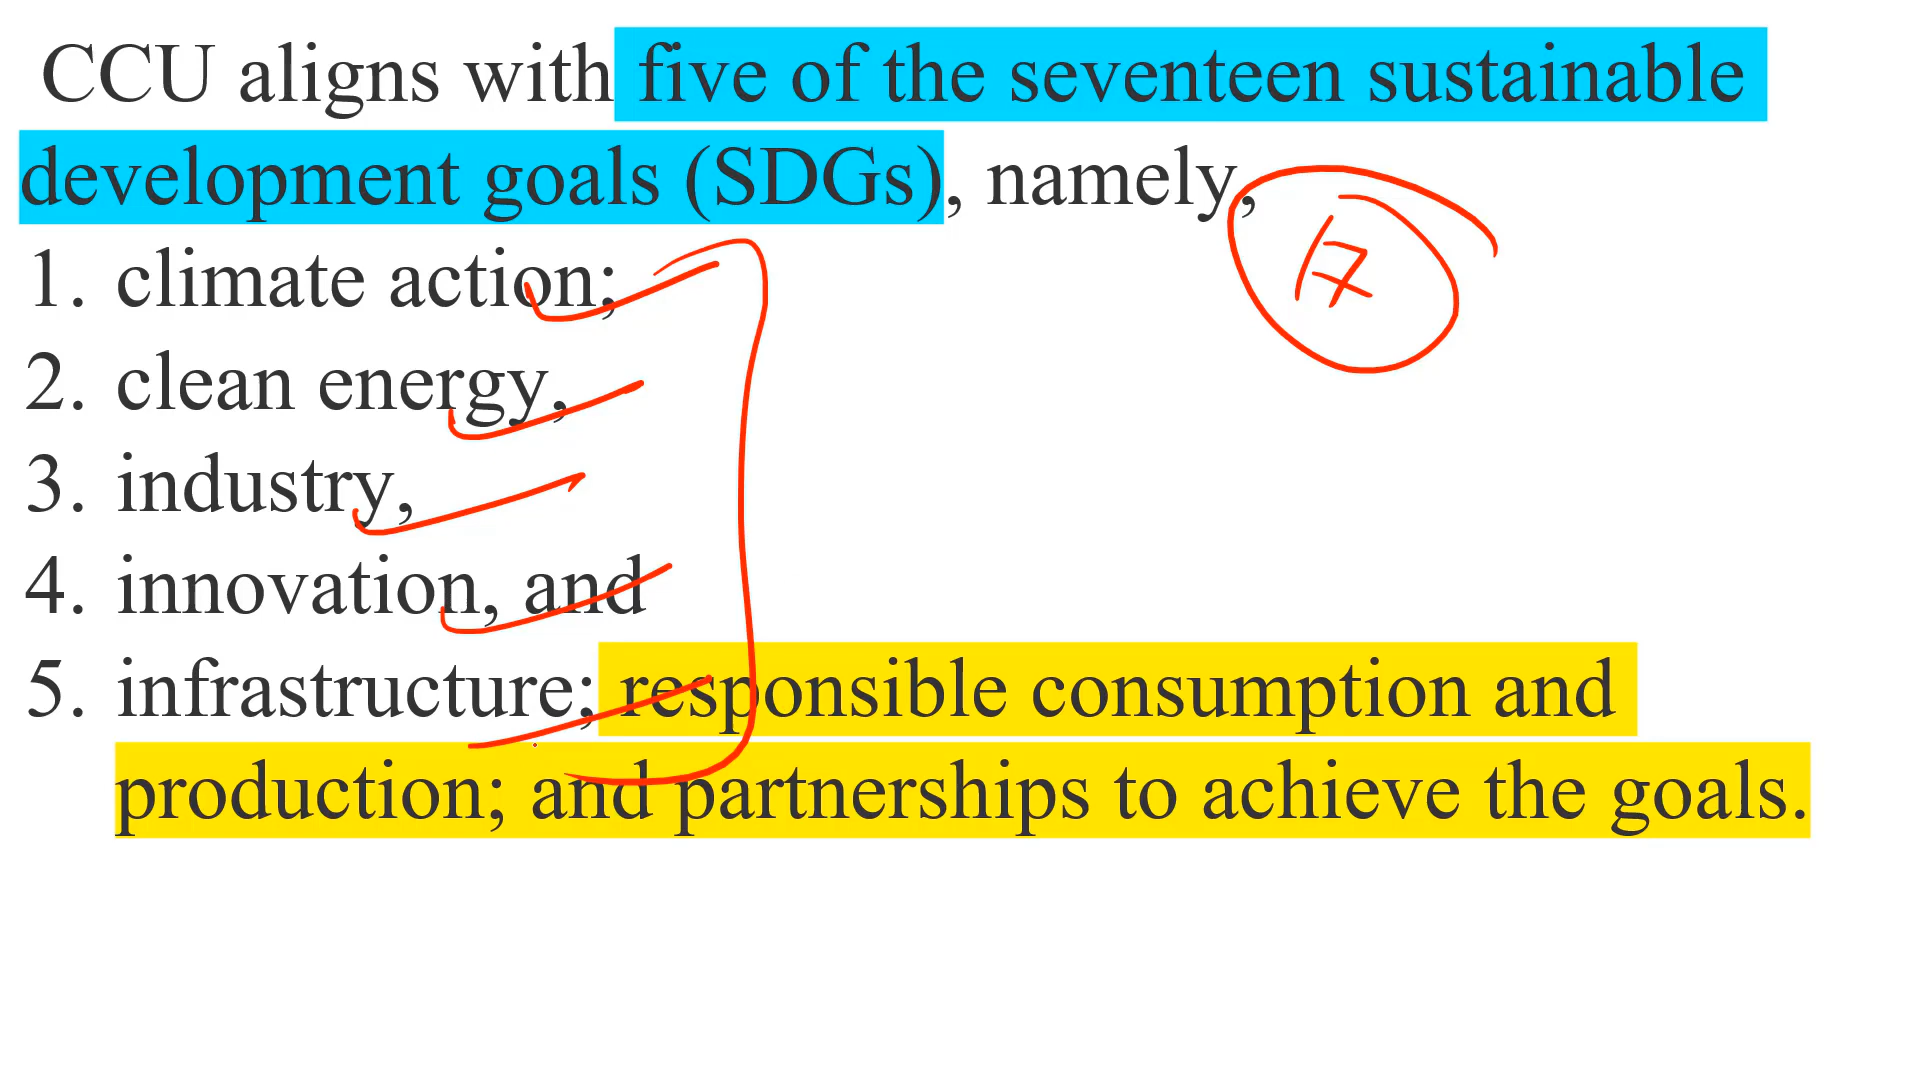 CCU aligns with five of the seventeen sustainable
development goals (SDGs), namely,
17
1. climate action;
2. clean energy,
3. industry,
4. innovation, and
5. infrastructure; responsible consumption and
production; and partnerships to achieve the goals.